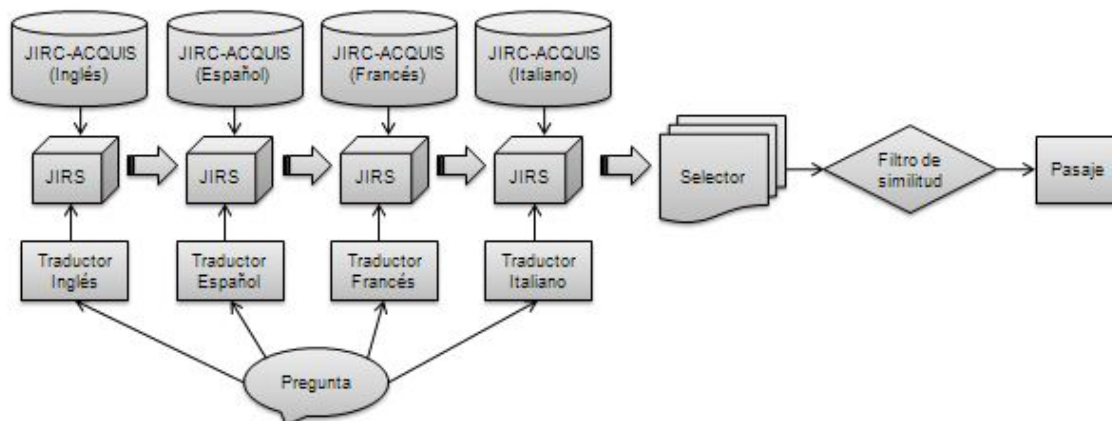 JIRC-ACQUIS
(Inglés)
JIRC-ACQUIS
(Español)
JIRC-ACQUIS
(Francés)
JIRC-ACQUIS
(Italiano)
JIRS
JIRS
JIRS
JIRS
Selector
Filtro de
similitud
Pasaje
Traductor
Inglés
Traductor
Español
Traductor
Francés
Traductor
Italiano
Pregunta